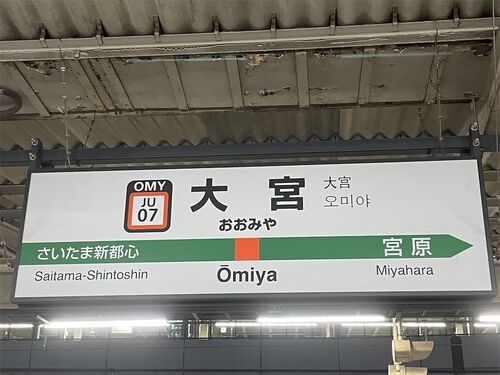 OMY
JU
07
大宮
おおみや
大宫
오미야
さいたま新都心
宮原
Saitama-Shintoshin
Ōmiya
Miyahara